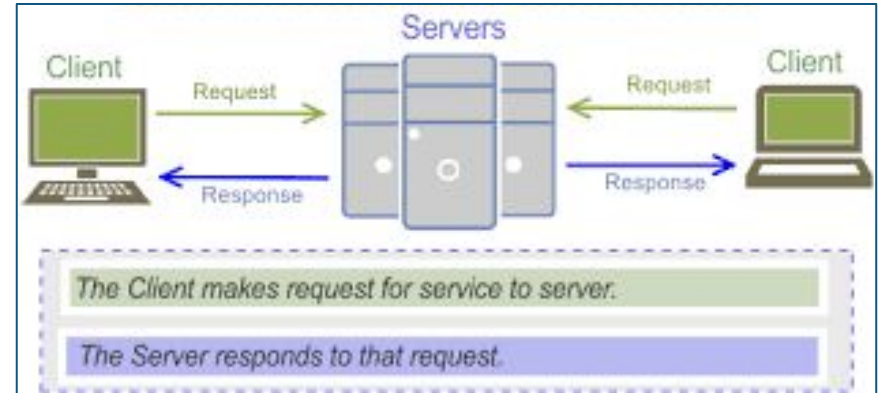 Servers
Client
Client
Request
Request
Response
Response
The Client makes request for service to server.
The Server responds to that request.